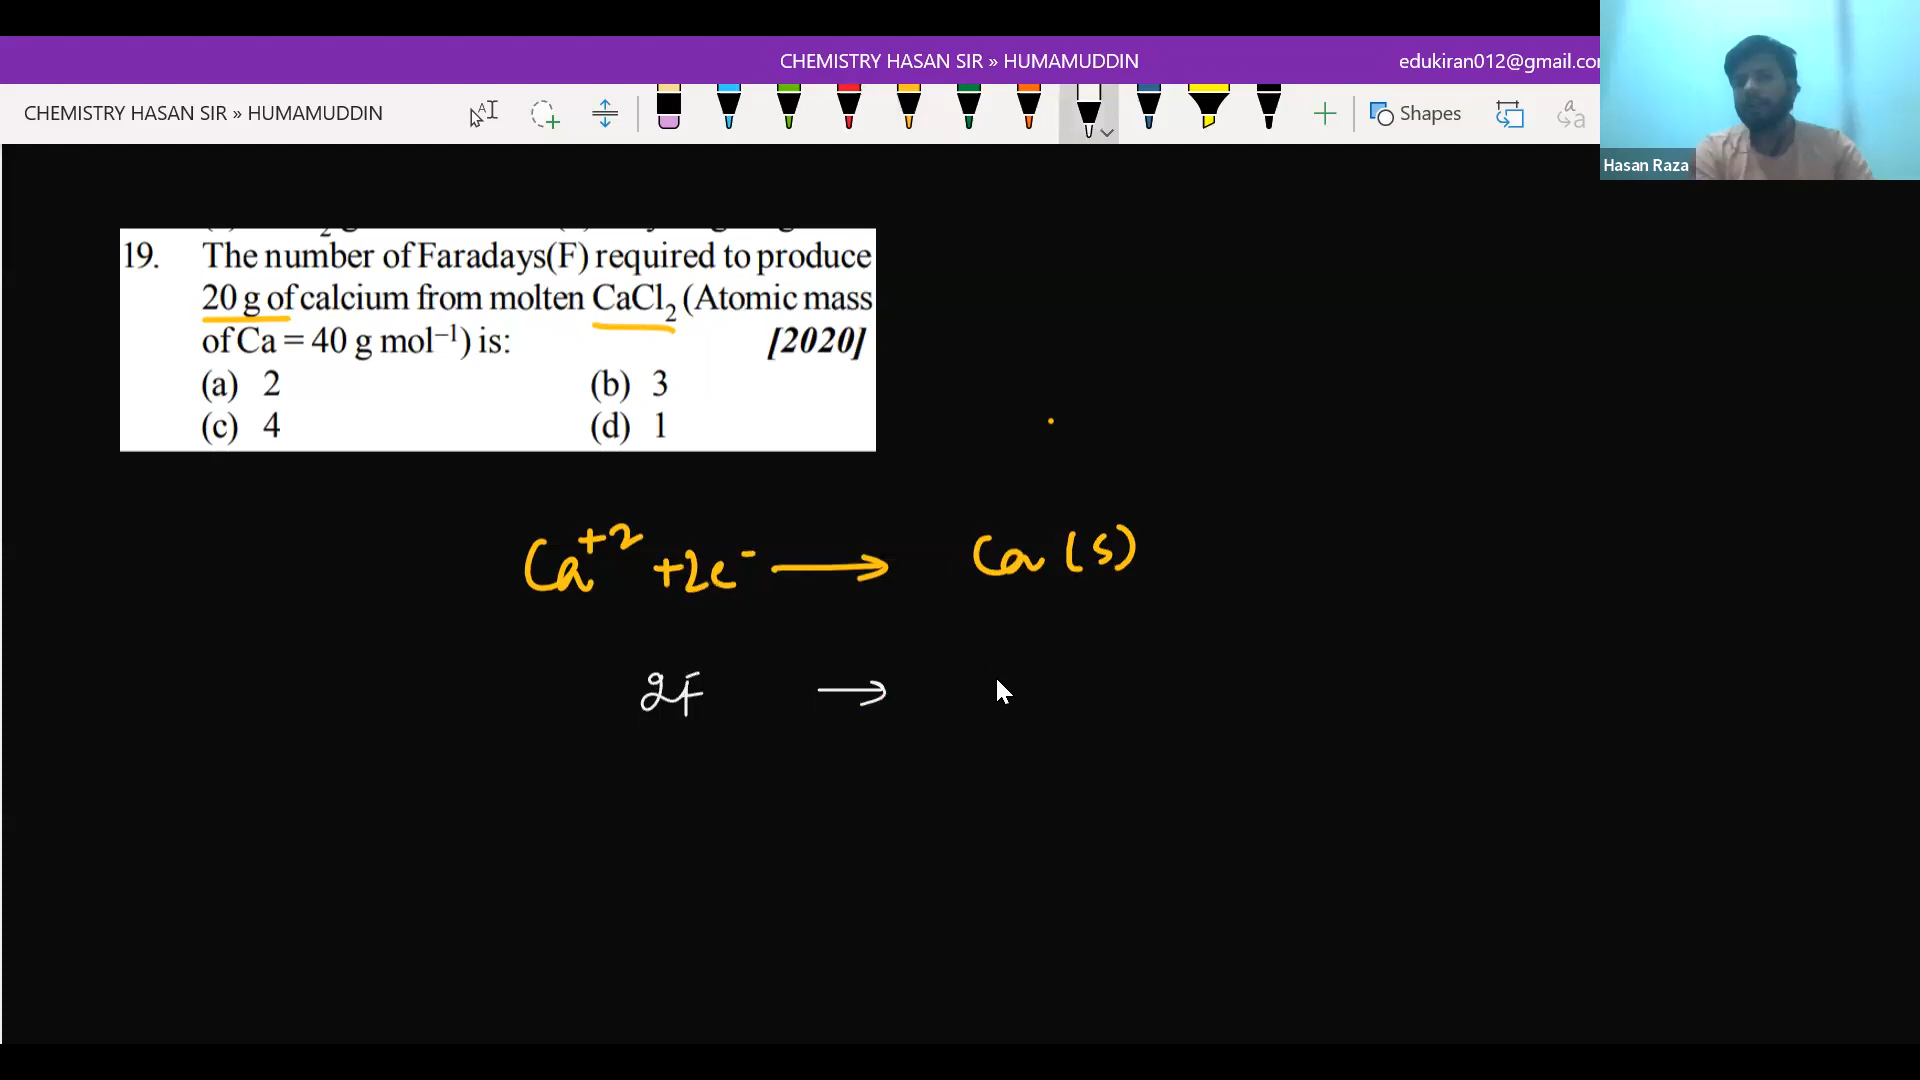 CHEMISTRY HASAN SIR » HUMAMUDDIN
edukiran012@gmail.co
CHEMISTRY HASAN SIR » HUMAMUDDIN
Shapes
Hasan Raza
19. The number of Faradays(F) required to produce
20 g of calcium from molten CaCl₂ (Atomic mass
of Ca = 40 g mol⁻¹) is: [2020]
(a) 2 (b) 3
(c) 4 (d) 1
Ca⁺² +2e⁻ ⟶ Ca (s)
2F ⟶